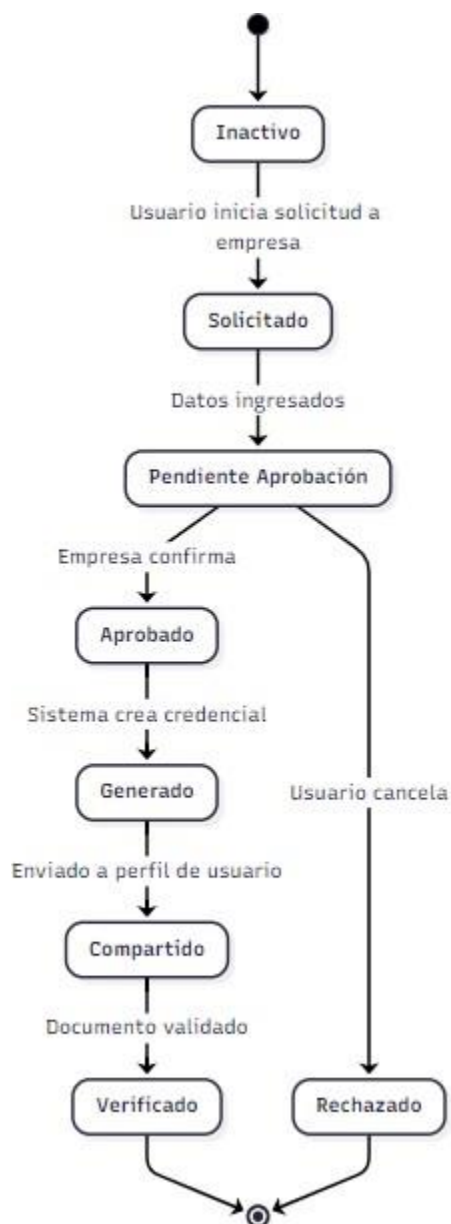 Inactivo
Usuario inicia solicitud a
empresa
Solicitado
Datos ingresados
Pendiente Aprobación
Empresa confirma
Aprobado
Sistema crea credencial
Generado
Usuario cancela
Enviado a perfil de usuario
Compartido
Documento validado
Verificado
Rechazado